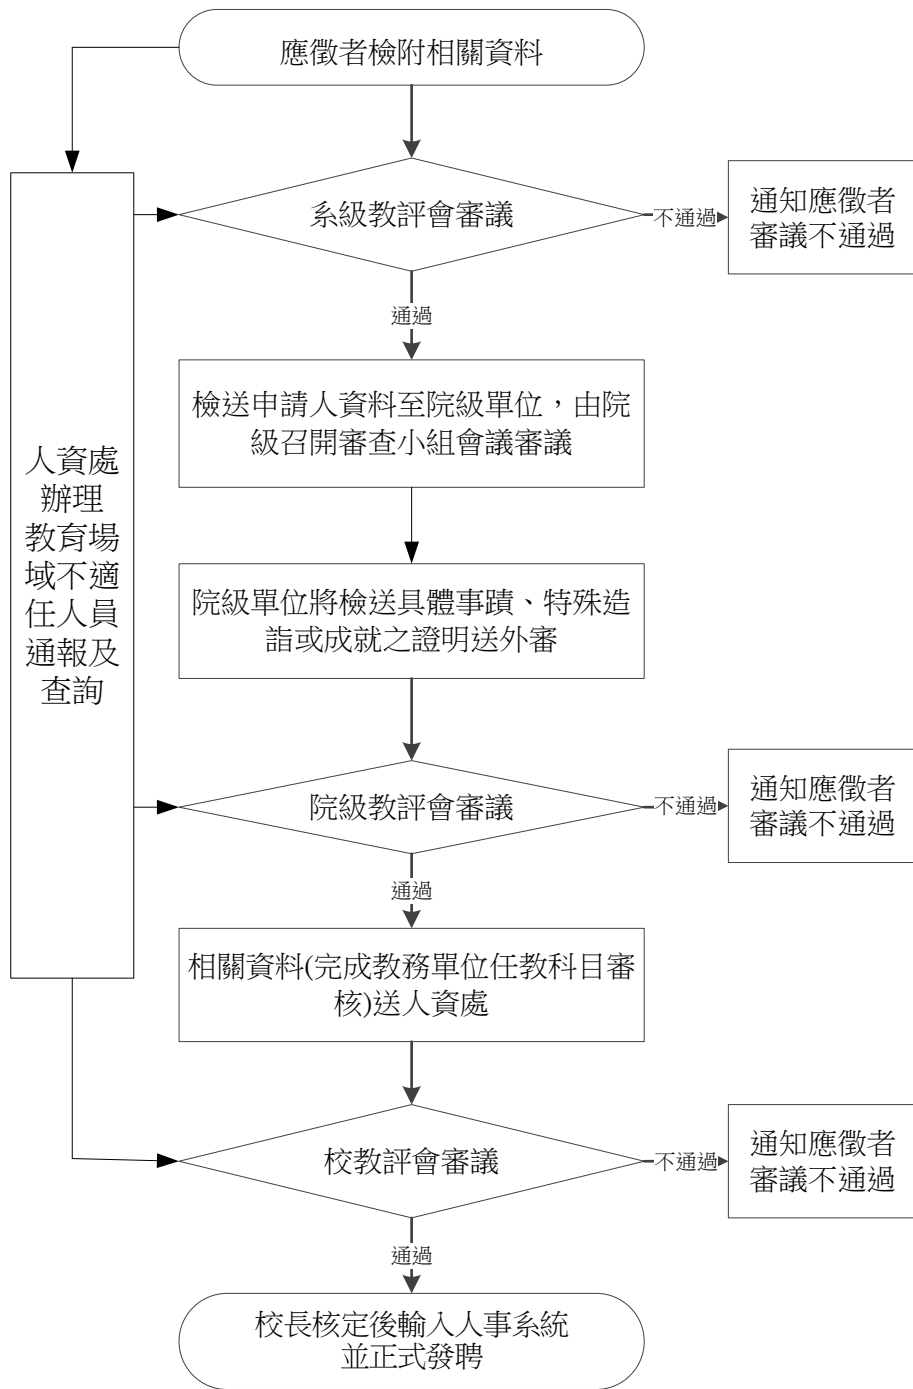 應徵者檢附相關資料
系級教評會審議
不通過
通知應徵者
審議不通過
通過
檢送申請人資料至院級單位，由院
級召開審查小組會議審議
人資處
辦理
教育場
域不適
任人員
通報及
查詢
院級單位將檢送具體事蹟、特殊造
詣或成就之證明送外審
院級教評會審議
不通過
通知應徵者
審議不通過
通過
相關資料(完成教務單位任教科目審
核)送人資處
校教評會審議
不通過
通知應徵者
審議不通過
通過
校長核定後輸入人事系統
並正式發聘